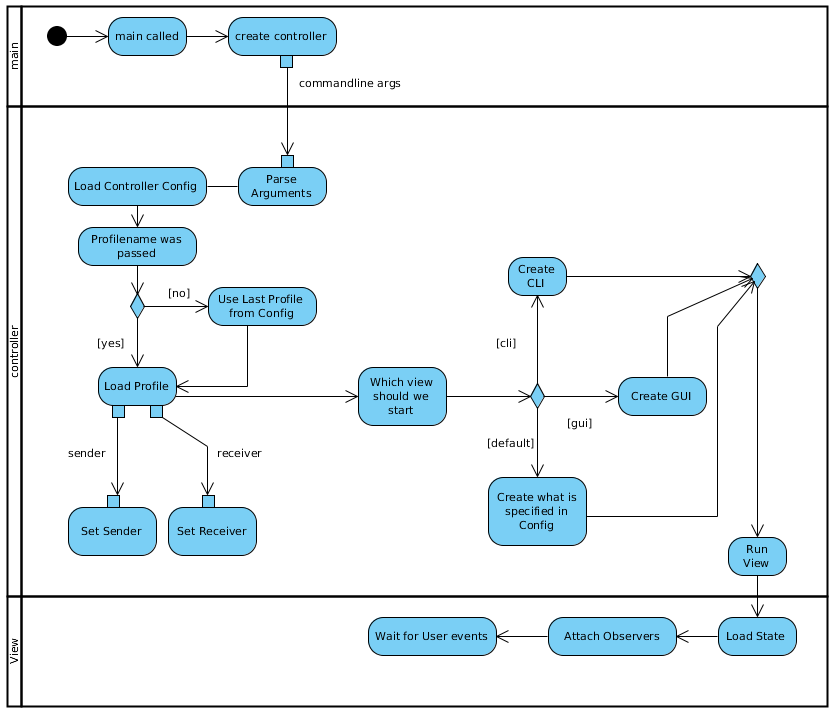 main
main called
create controller
commandline args
controller
Load Controller Config
Parse
Arguments
Profilename was
passed
[no]
Use Last Profile
from Config
[yes]
Load Profile
sender
receiver
Set Sender
Set Receiver
Which view
should we
start
Create
CLI
[cli]
Create GUI
[gui]
[default]
Create what is
specified in
Config
Run
View
View
Wait for User events
Attach Observers
Load State